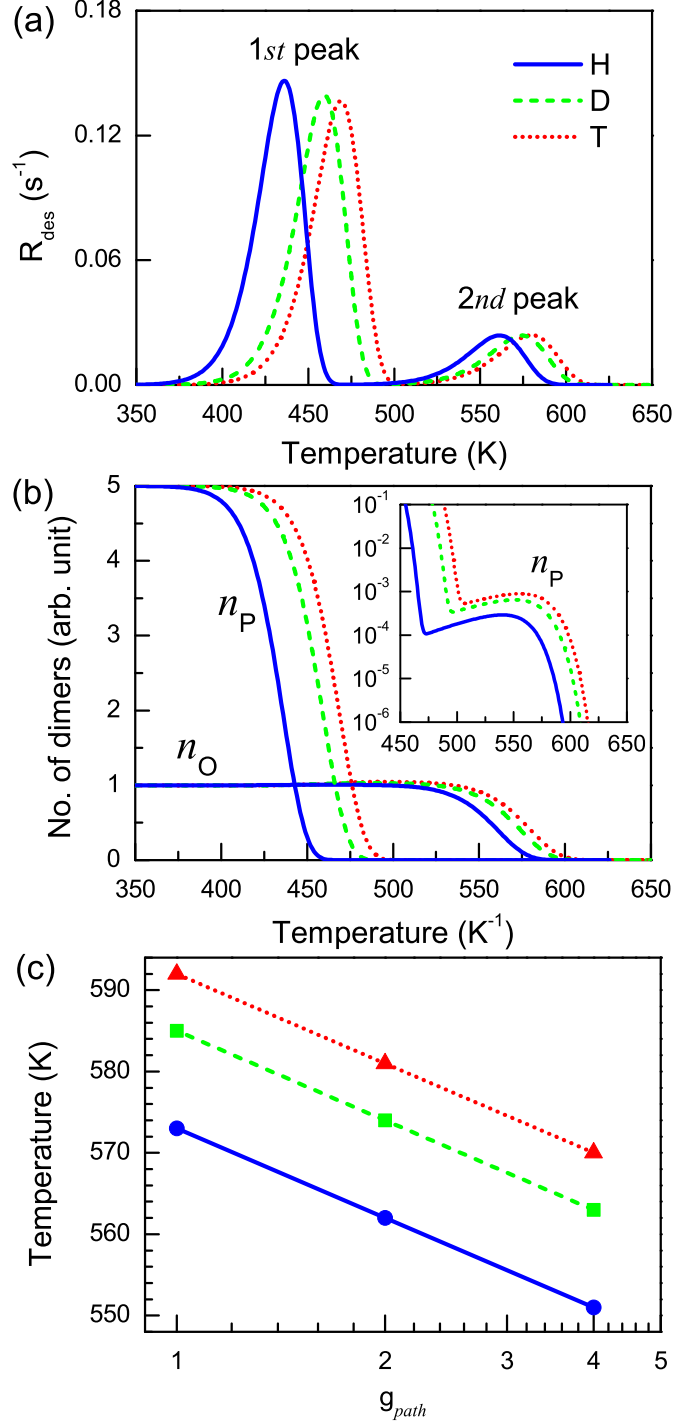 (a)
0.18
0.12
0.06
0.00
R_des (s^-1)
1st peak
2nd peak
H
D
T
350 400 450 500 550 600 650
Temperature (K)
(b)
5
4
3
2
1
0
No. of dimers (arb. unit)
n_P
n_O
10^-1
10^-2
10^-3
10^-4
10^-5
10^-6
n_P
450 500 550 600 650
350 400 450 500 550 600 650
Temperature (K^-1)
(c)
590
580
570
560
550
Temperature (K)
1 2 3 4 5
g_path